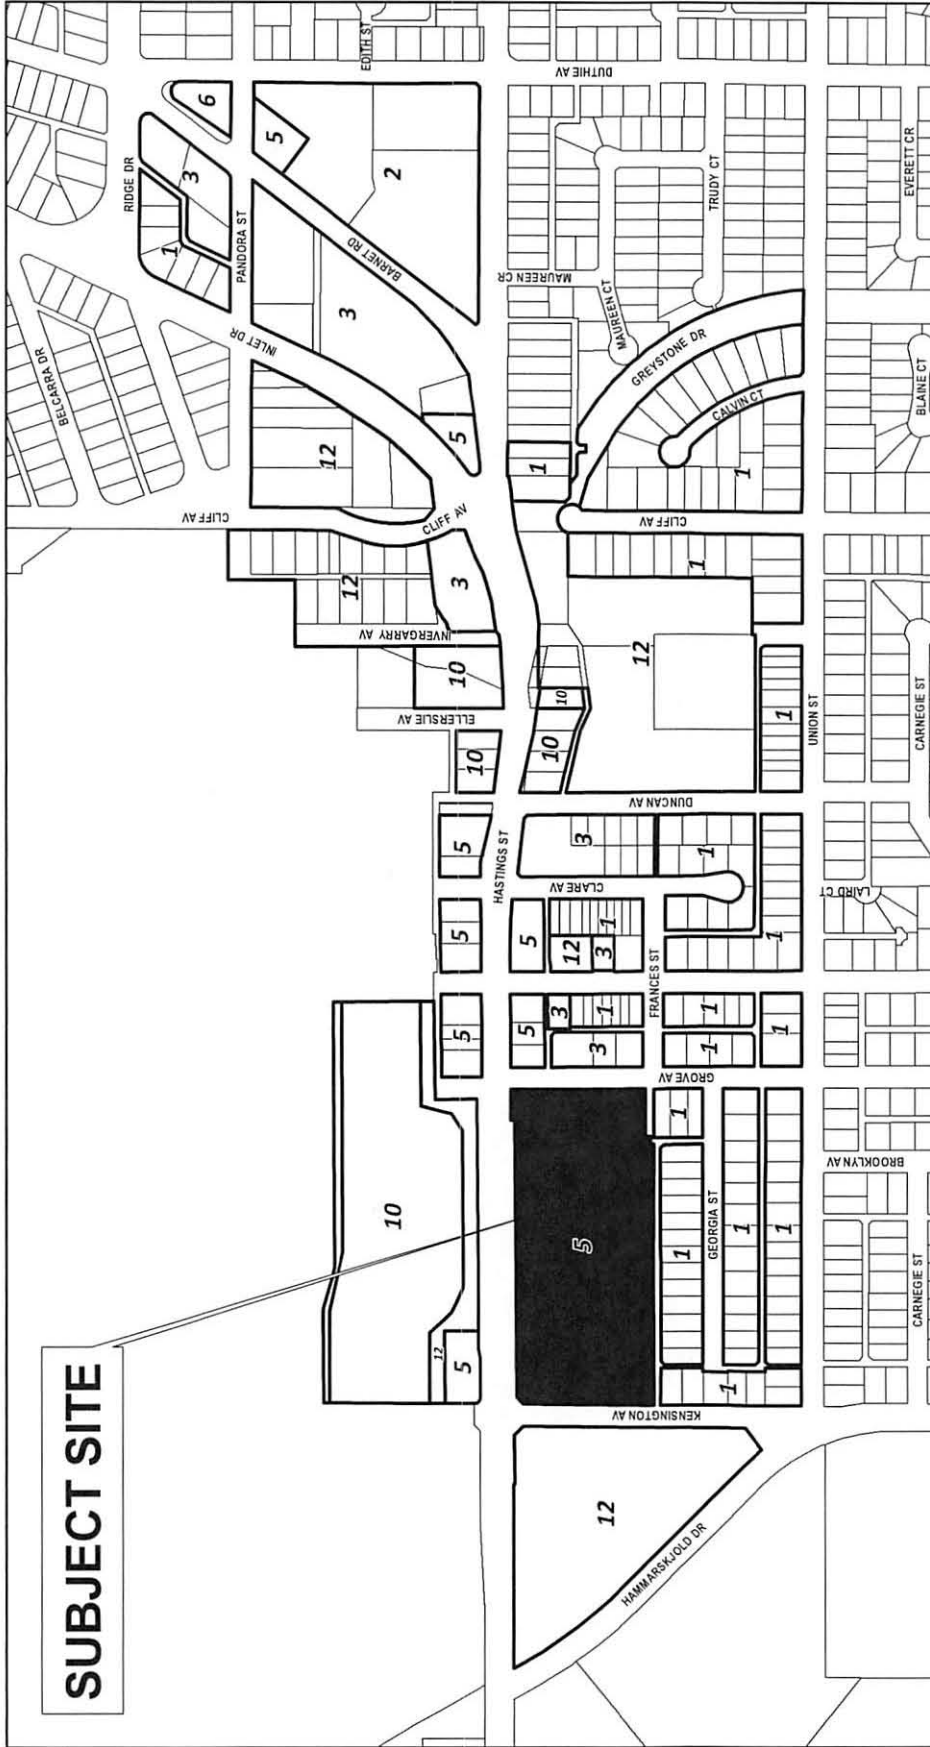 SUBJECT SITE
EDITH ST
DUTHIE AV
RIDGE DR
PANDORA ST
BARNET RD
INLET DR
BELCARRA DR
MAUREEN CR
MAUREEN CT
TRUDY CT
EVERETT CR
GREYSTONE DR
CALVIN CT
BLAINE CT
CLIFF AV
CLIFF AV
CLIFF AV
INVERGARRY AV
ELLERSLIE AV
HASTINGS ST
DUNCAN AV
UNION ST
CARNEGIE ST
CLARE AV
LAIRD CT
FRANCES ST
GROVE AV
BROOKLYN AV
GEORGIA ST
CARNEGIE ST
KENSINGTON AV
HAMMARSKJOLD DR
6
5
3
1
2
3
12
5
1
1
12
3
1
10
12
10
10
10
1
5
3
1
5
5
1
12
3
1
5
5
3
1
1
3
1
1
10
5
1
1
1
1
12
5
1
12